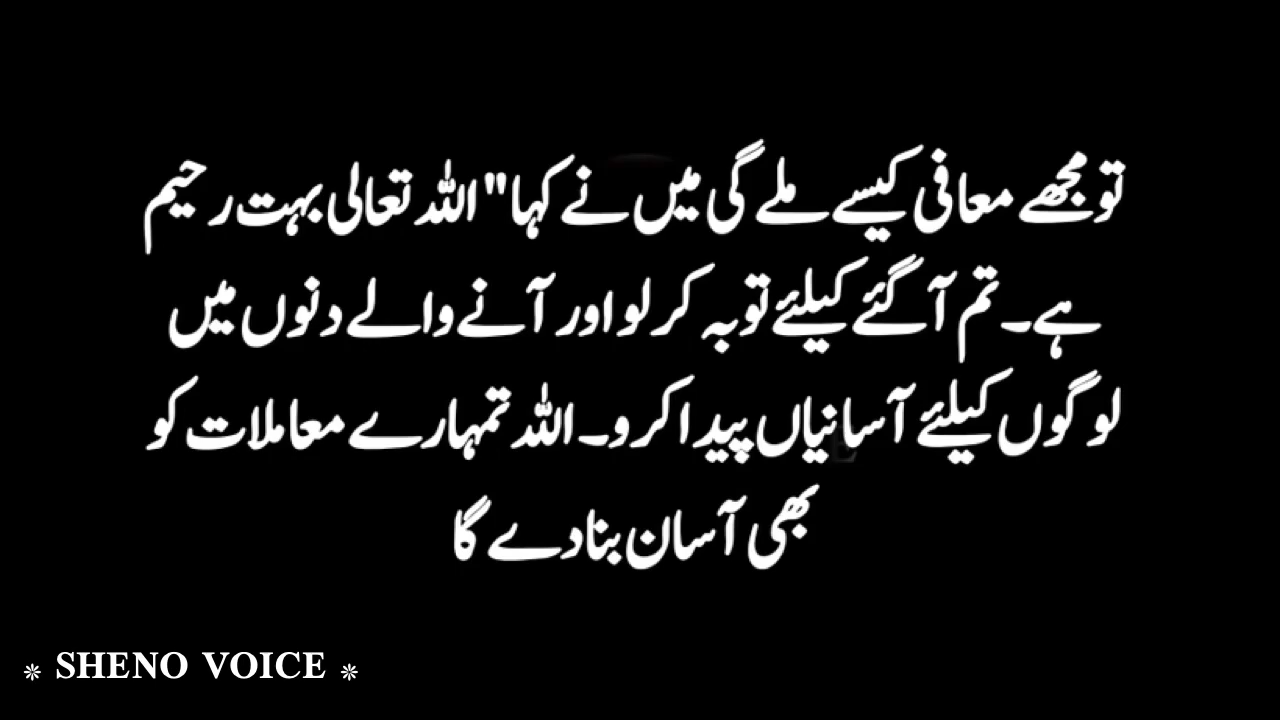 تو مجھے معافی کیسے ملے گی میں نے کہا" اللہ تعالی بہت رحیم
ہے۔ تم آگئے کیلئے توبہ کر لو اور آنے والے دنوں میں
لوگوں کیلئے آسانیاں پیدا کرو۔ اللہ تمہارے معاملات کو
بھی آسان بنا دے گا
❊ SHENO VOICE ❊